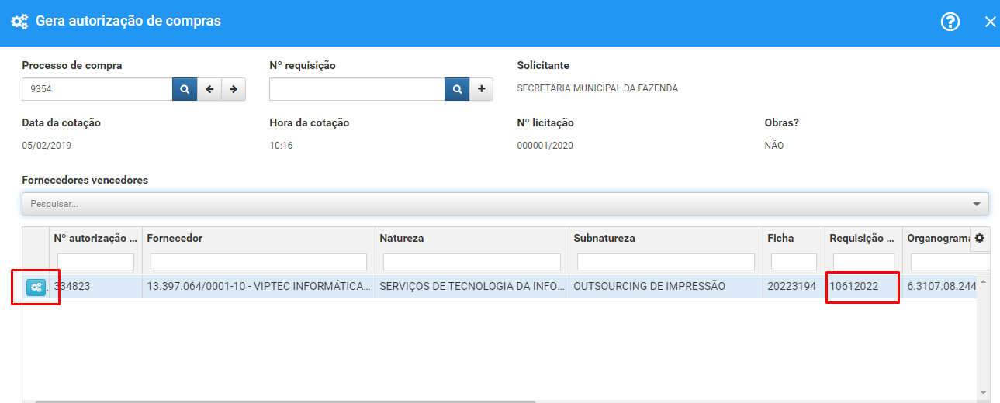 Gera autorização de compras
Processo de compra Nº requisição Solicitante
9354 SECRETARIA MUNICIPAL DA FAZENDA
Data da cotação Hora da cotação Nº licitação Obras?
05/02/2019 10:16 000001/2020 NÃO
Fornecedores vencedores
Pesquisar...
Nº autorização ... Fornecedor Natureza Subnatureza Ficha Requisição ... Organograma
334823 13.397.064/0001-10 - VIPTEC INFORMÁTICA... SERVIÇOS DE TECNOLOGIA DA INFO... OUTSOURCING DE IMPRESSÃO 20223194 10612022 6.3107.08.244